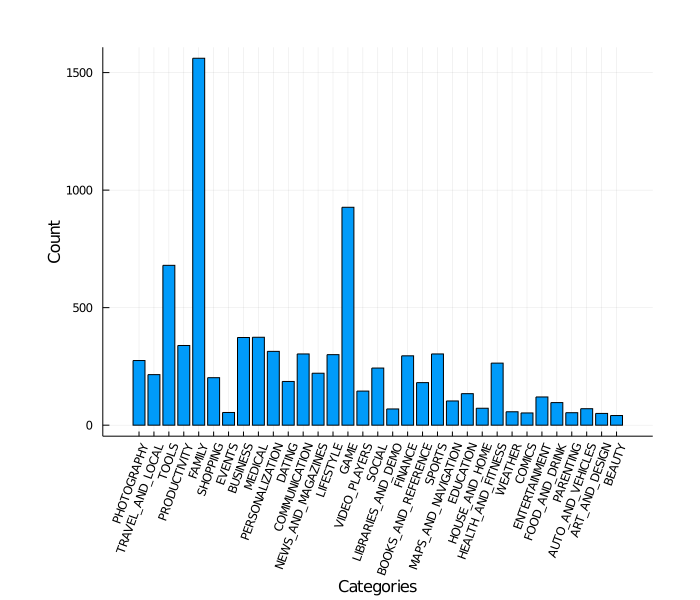 1500
1000
500
0
Count
PHOTOGRAPHY
TRAVEL_AND_LOCAL
TOOLS
PRODUCTIVITY
FAMILY
SHOPPING
EVENTS
BUSINESS
MEDICAL
PERSONALIZATION
DATING
COMMUNICATION
NEWS_AND_MAGAZINES
LIFESTYLE
GAME
VIDEO_PLAYERS
SOCIAL
LIBRARIES_AND_DEMO
FINANCE
BOOKS_AND_REFERENCE
SPORTS
MAPS_AND_NAVIGATION
EDUCATION
HOUSE_AND_HOME
HEALTH_AND_FITNESS
WEATHER
COMICS
ENTERTAINMENT
FOOD_AND_DRINK
PARENTING
AUTO_AND_VEHICLES
ART_AND_DESIGN
BEAUTY
Categories